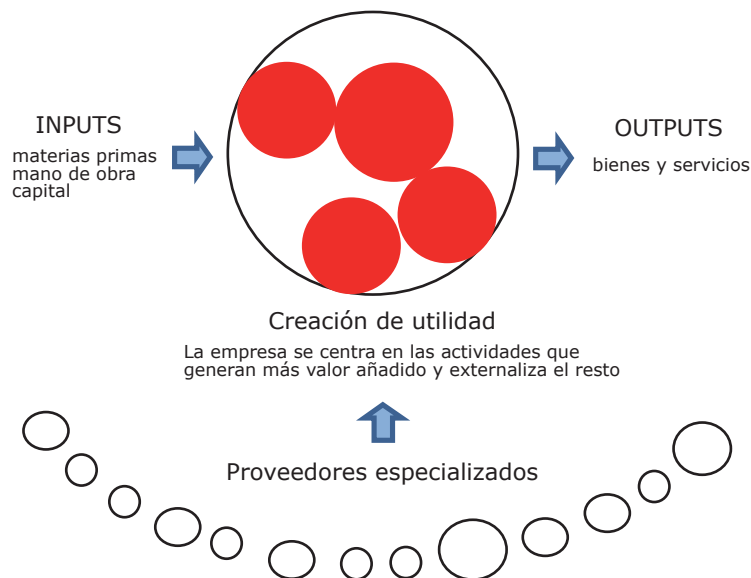 INPUTS
materias primas
mano de obra
capital
OUTPUTS
bienes y servicios
Creación de utilidad
La empresa se centra en las actividades que
generan más valor añadido y externaliza el resto
Proveedores especializados